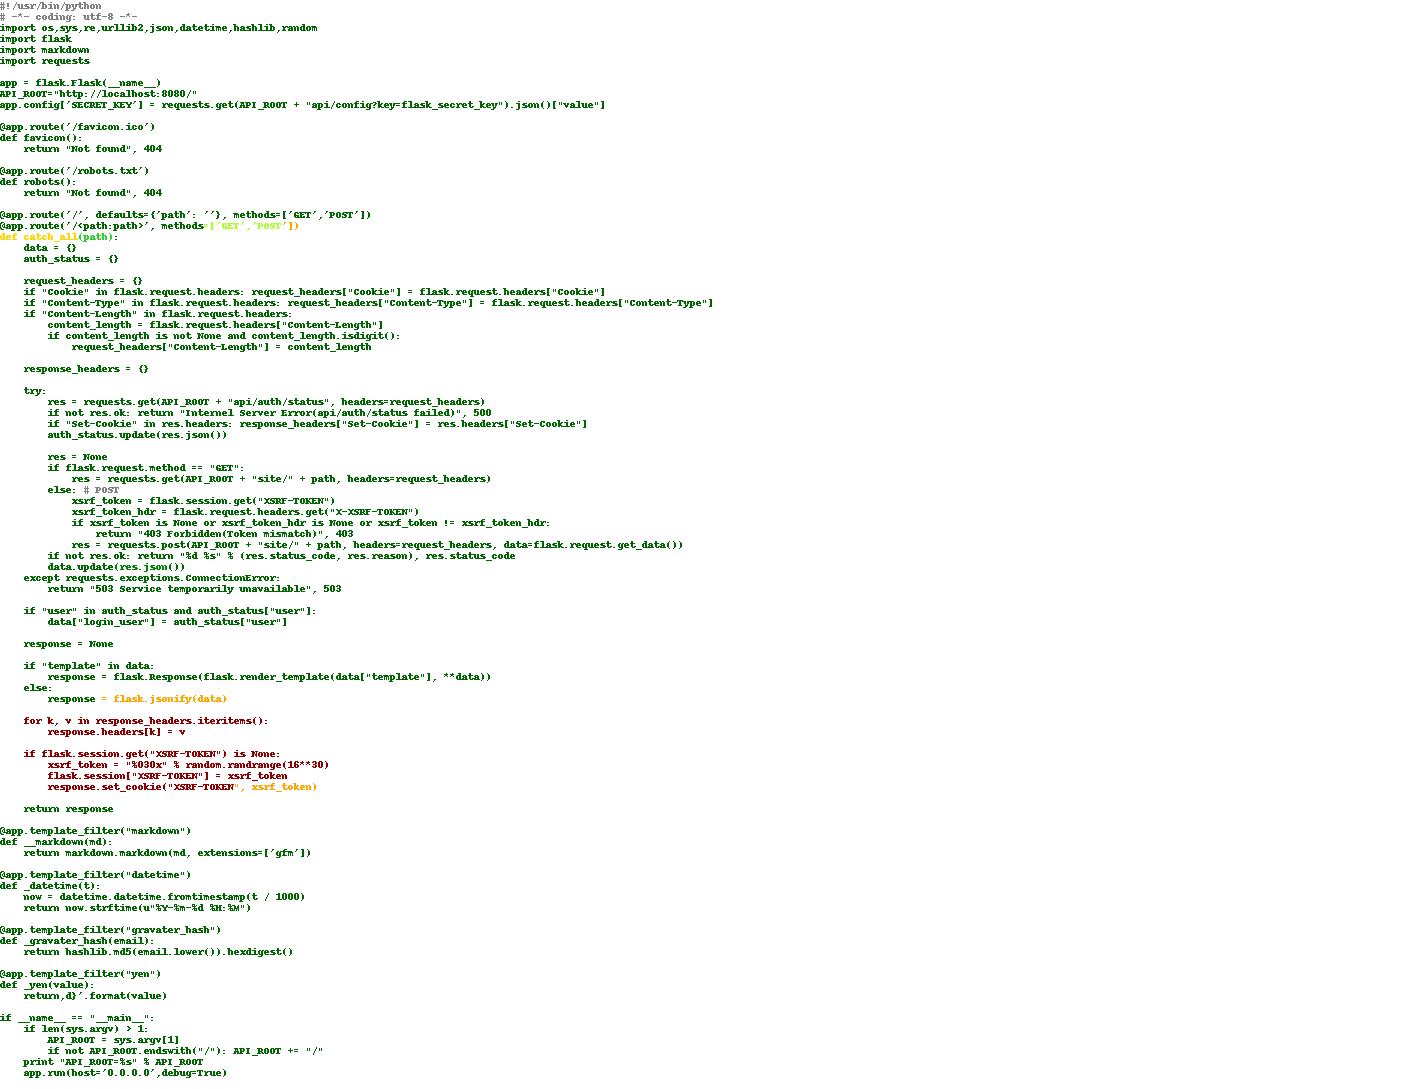 #!/usr/bin/python
# -*- coding: utf-8 -*-
import os,sys,re,urllib2,json,datetime,hashlib,random
import flask
import markdown
import requests

app = flask.Flask(__name__)
API_ROOT="http://localhost:8080/"
app.config['SECRET_KEY'] = requests.get(API_ROOT + "api/config?key=flask_secret_key").json()["value"]

@app.route('/favicon.ico')
def favicon():
    return "Not found", 404

@app.route('/robots.txt')
def robots():
    return "Not found", 404

@app.route('/', defaults={'path': ''}, methods=['GET','POST'])
@app.route('/<path:path>', methods=['GET','POST'])
def catch_all(path):
    data = {}
    auth_status = {}

    request_headers = {}
    if "Cookie" in flask.request.headers: request_headers["Cookie"] = flask.request.headers["Cookie"]
    if "Content-Type" in flask.request.headers: request_headers["Content-Type"] = flask.request.headers["Content-Type"]
    if "Content-Length" in flask.request.headers:
        content_length = flask.request.headers["Content-Length"]
        if content_length is not None and content_length.isdigit():
            request_headers["Content-Length"] = content_length

    response_headers = {}

    try:
        res = requests.get(API_ROOT + "api/auth/status", headers=request_headers)
        if not res.ok: return "Internel Server Error(api/auth/status failed)", 500
        if "Set-Cookie" in res.headers: response_headers["Set-Cookie"] = res.headers["Set-Cookie"]
        auth_status.update(res.json())

        res = None
        if flask.request.method == "GET":
            res = requests.get(API_ROOT + "site/" + path, headers=request_headers)
        else: # POST
            xsrf_token = flask.session.get("XSRF-TOKEN")
            xsrf_token_hdr = flask.request.headers.get("X-XSRF-TOKEN")
            if xsrf_token is None or xsrf_token_hdr is None or xsrf_token != xsrf_token_hdr:
                return "403 Forbidden(Token mismatch)", 403
            res = requests.post(API_ROOT + "site/" + path, headers=request_headers, data=flask.request.get_data())
        if not res.ok: return "%d %s" % (res.status_code, res.reason), res.status_code
        data.update(res.json())
    except requests.exceptions.ConnectionError:
        return "503 Service temporarily unavailable", 503

    if "user" in auth_status and auth_status["user"]:
        data["login_user"] = auth_status["user"]

    response = None

    if "template" in data:
        response = flask.Response(flask.render_template(data["template"], **data))
    else:
        response = flask.jsonify(data)

    for k, v in response_headers.iteritems():
        response.headers[k] = v

    if flask.session.get("XSRF-TOKEN") is None:
        xsrf_token = "%030x" % random.randrange(16**30)
        flask.session["XSRF-TOKEN"] = xsrf_token
        response.set_cookie("XSRF-TOKEN", xsrf_token)

    return response

@app.template_filter("markdown")
def __markdown(md):
    return markdown.markdown(md, extensions=['gfm'])

@app.template_filter("datetime")
def _datetime(t):
    now = datetime.datetime.fromtimestamp(t / 1000)
    return now.strftime(u"%Y-%m-%d %H:%M")

@app.template_filter("gravater_hash")
def _gravater_hash(email):
    return hashlib.md5(email.lower()).hexdigest()

@app.template_filter("yen")
def _yen(value):
    return,d}'.format(value)

if __name__ == "__main__":
    if len(sys.argv) > 1:
        API_ROOT = sys.argv[1]
        if not API_ROOT.endswith("/"): API_ROOT += "/"
    print "API_ROOT=%s" % API_ROOT
    app.run(host='0.0.0.0',debug=True)